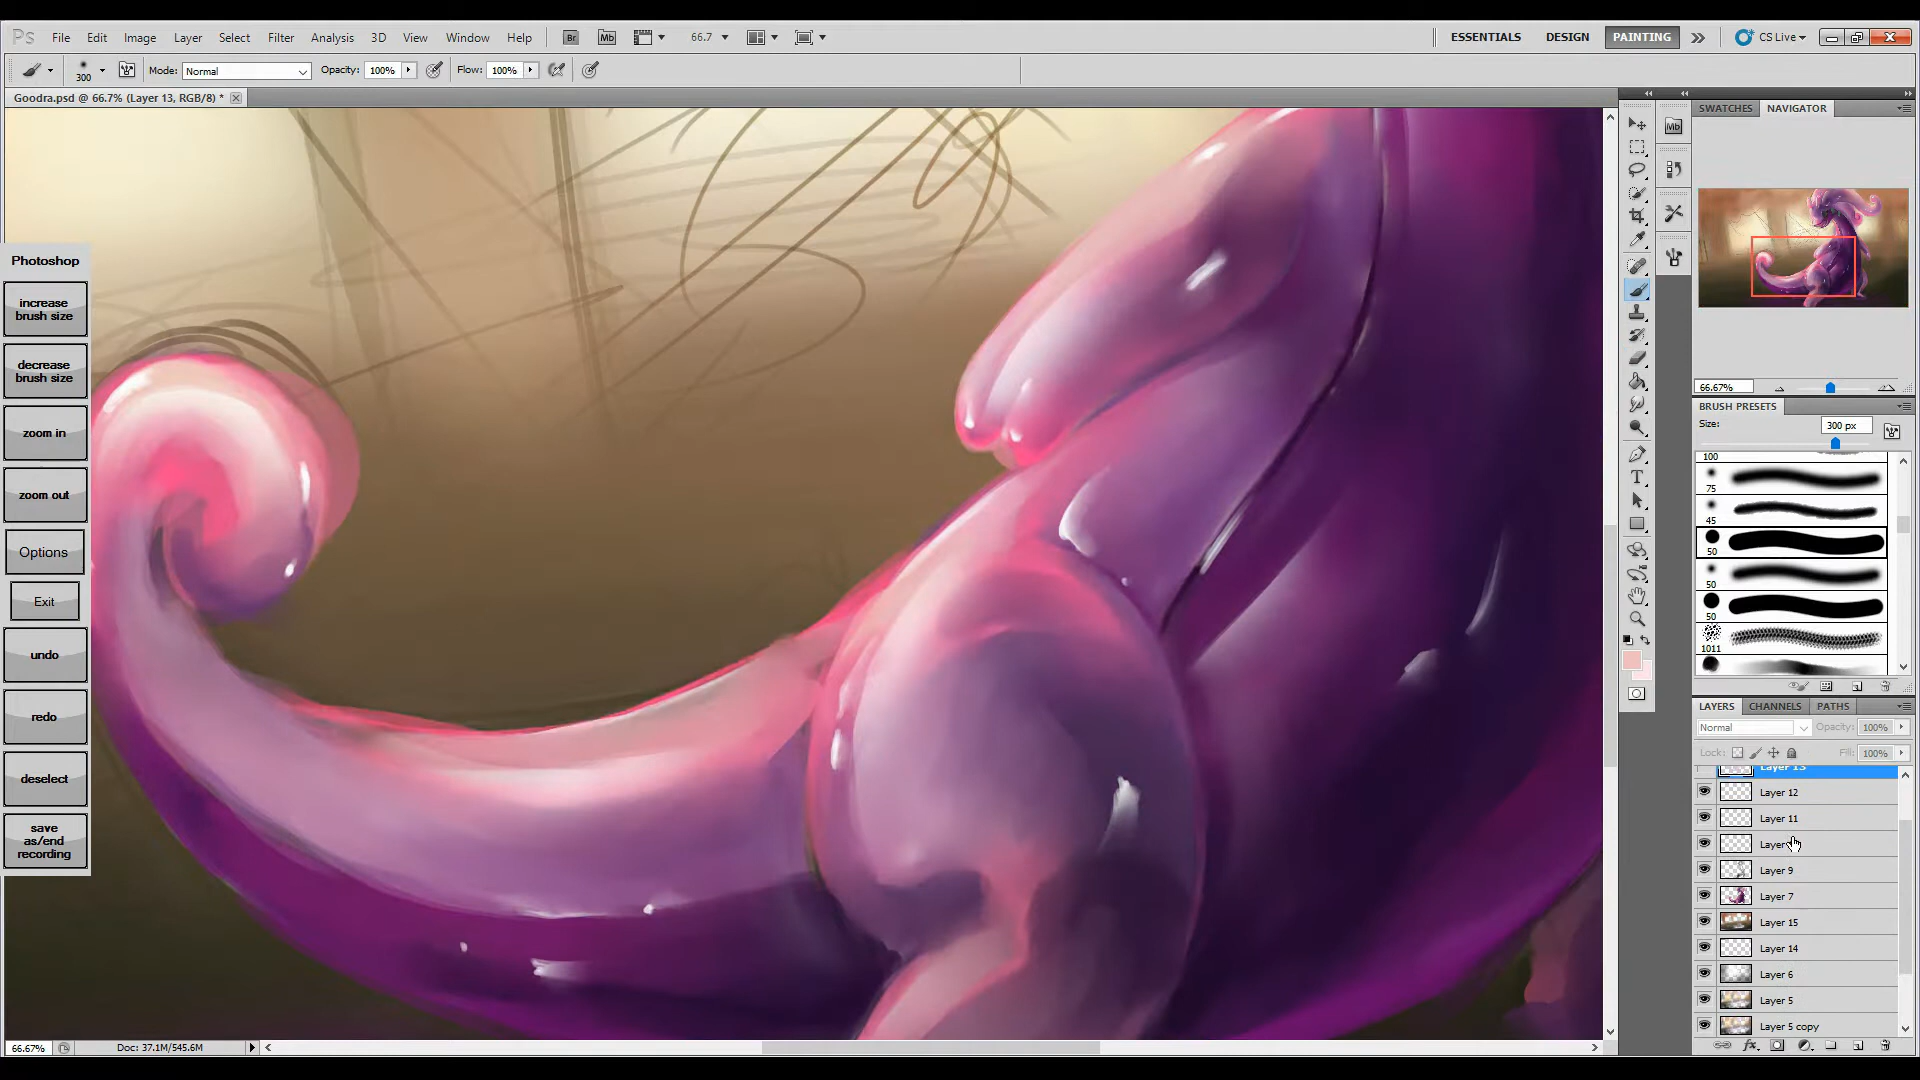 Ps File Edit Image Layer Select Filter Analysis 3D View Window Help Br Mb 66.7 ESSENTIALS DESIGN PAINTING CS Live
300 Mode: Normal Opacity: 100% Flow: 100%
Goodra.psd @ 66.7% (Layer 13, RGB/8) *
SWATCHES NAVIGATOR
Mb
Photoshop
increase
brush size
decrease
brush size
zoom in
zoom out
Options
Exit
undo
redo
deselect
save
as/end
recording
66.67%
BRUSH PRESETS
Size: 300 px
100
75
45
50
50
50
1011
LAYERS CHANNELS PATHS
Normal Opacity: 100%
Lock: Fill: 100%
Layer 13
Layer 12
Layer 11
Layer
Layer 9
Layer 7
Layer 15
Layer 14
Layer 6
Layer 5
Layer 5 copy
66.67% Doc: 37.1M/545.6M